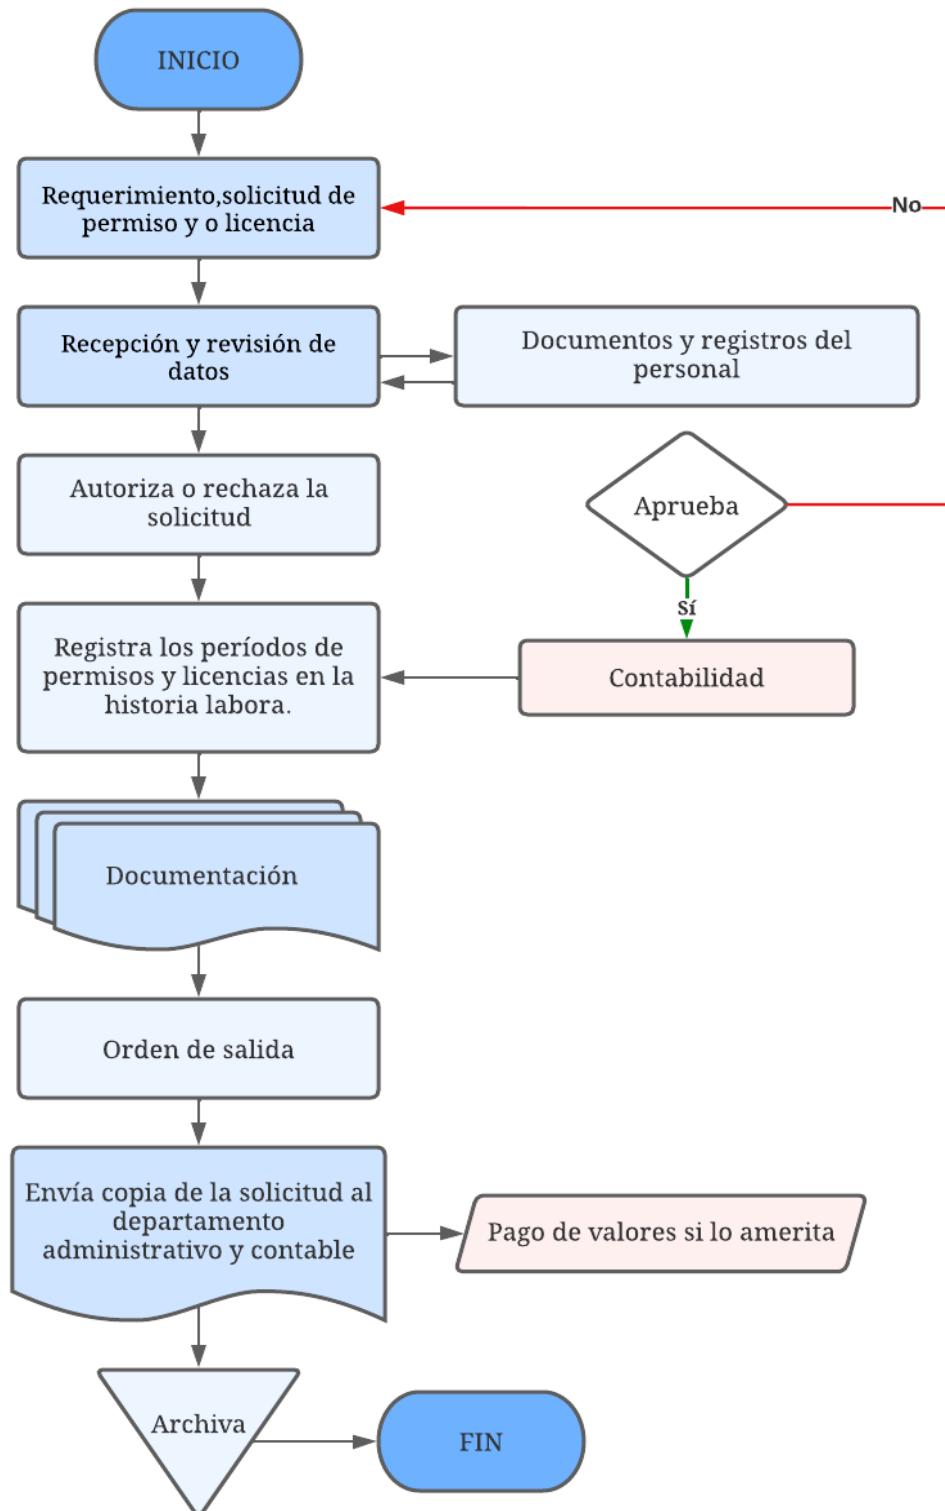 INICIO
Requerimiento,solicitud de
permiso y o licencia
No
Recepción y revisión de
datos
Documentos y registros del
personal
Autoriza o rechaza la
solicitud
Aprueba
Sí
Registra los períodos de
permisos y licencias en la
historia labora.
Contabilidad
Documentación
Orden de salida
Envía copia de la solicitud al
departamento
administrativo y contable
Pago de valores si lo amerita
Archiva
FIN